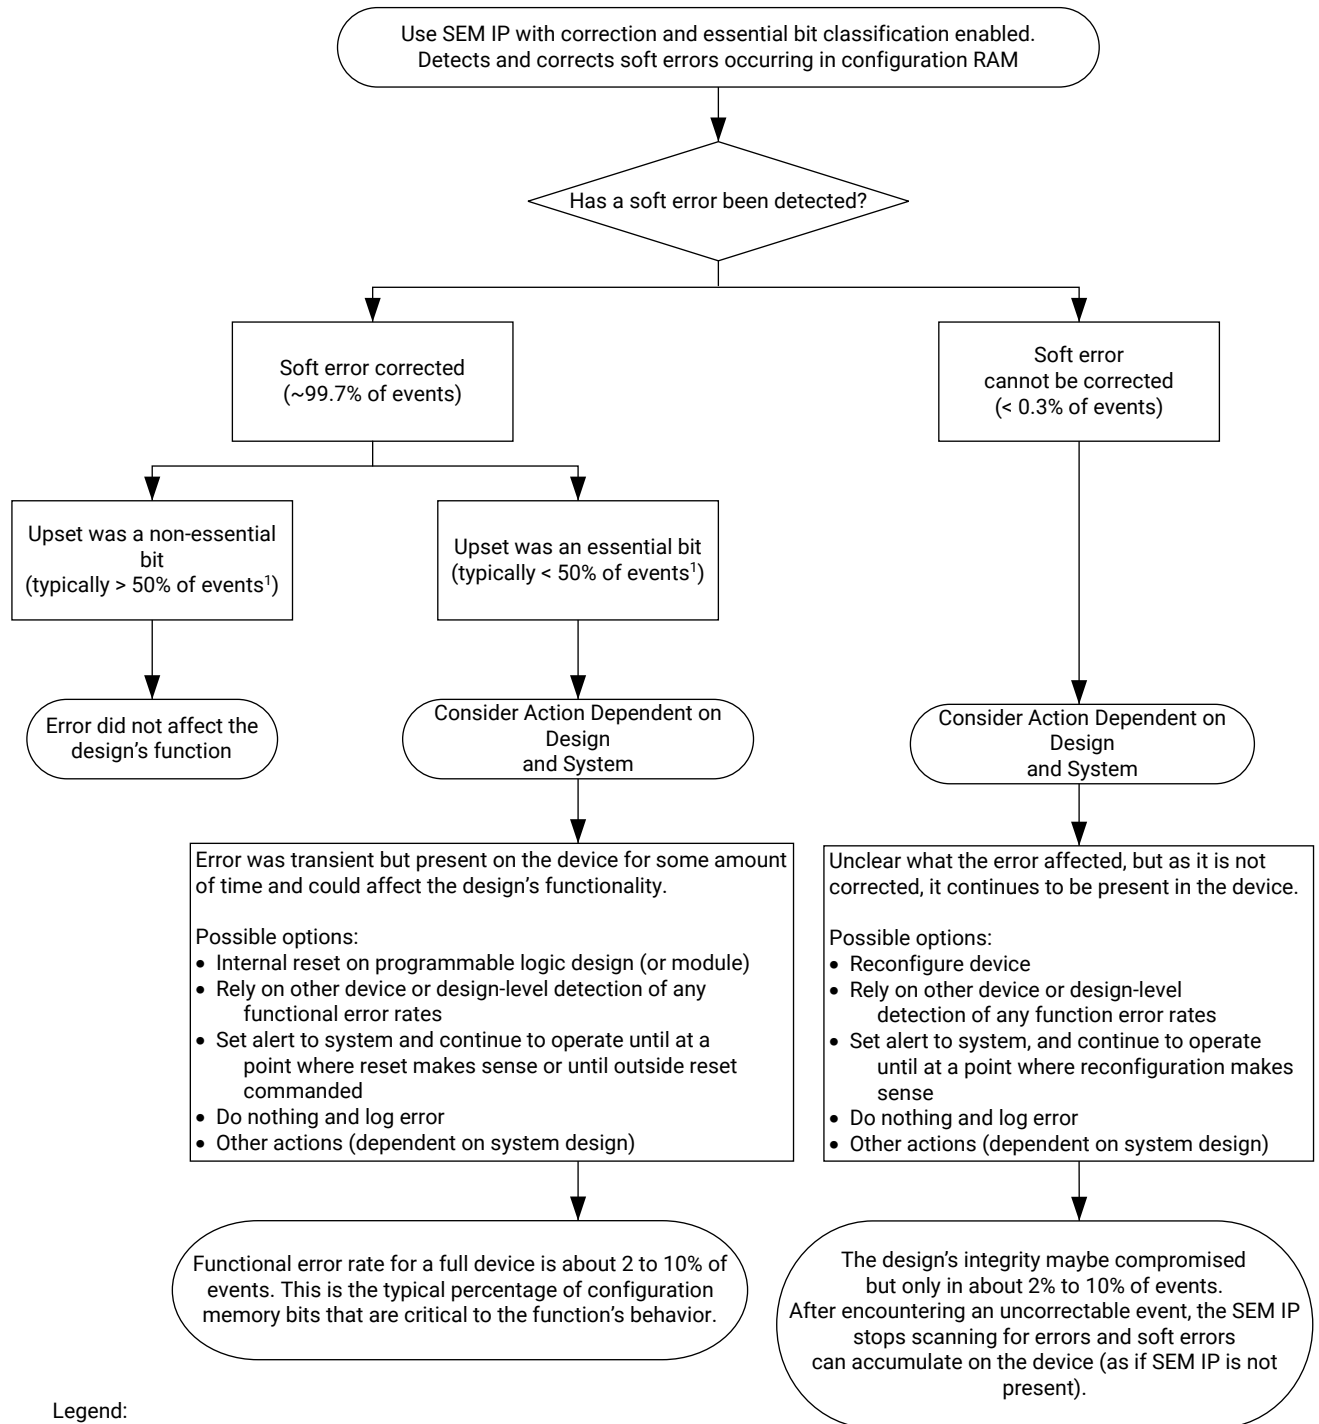 Use SEM IP with correction and essential bit classification enabled.
Detects and corrects soft errors occurring in configuration RAM
Has a soft error been detected?
Soft error corrected
(~99.7% of events)
Soft error
cannot be corrected
(< 0.3% of events)
Upset was a non-essential
bit
(typically > 50% of events¹)
Upset was an essential bit
(typically < 50% of events¹)
Error did not affect the
design’s function
Consider Action Dependent on
Design
and System
Consider Action Dependent on
Design
and System
Error was transient but present on the device for some amount
of time and could affect the design’s functionality.
Possible options:
• Internal reset on programmable logic design (or module)
• Rely on other device or design-level detection of any
functional error rates
• Set alert to system and continue to operate until at a
point where reset makes sense or until outside reset
commanded
• Do nothing and log error
• Other actions (dependent on system design)
Unclear what the error affected, but as it is not
corrected, it continues to be present in the device.
Possible options:
• Reconfigure device
• Rely on other device or design-level
detection of any function error rates
• Set alert to system, and continue to operate
until at a point where reconfiguration makes
sense
• Do nothing and log error
• Other actions (dependent on system design)
Functional error rate for a full device is about 2 to 10% of
events. This is the typical percentage of configuration
memory bits that are critical to the function’s behavior.
The design’s integrity maybe compromised
but only in about 2% to 10% of events.
After encountering an uncorrectable event, the SEM IP
stops scanning for errors and soft errors
can accumulate on the device (as if SEM IP is not
present).
Legend: